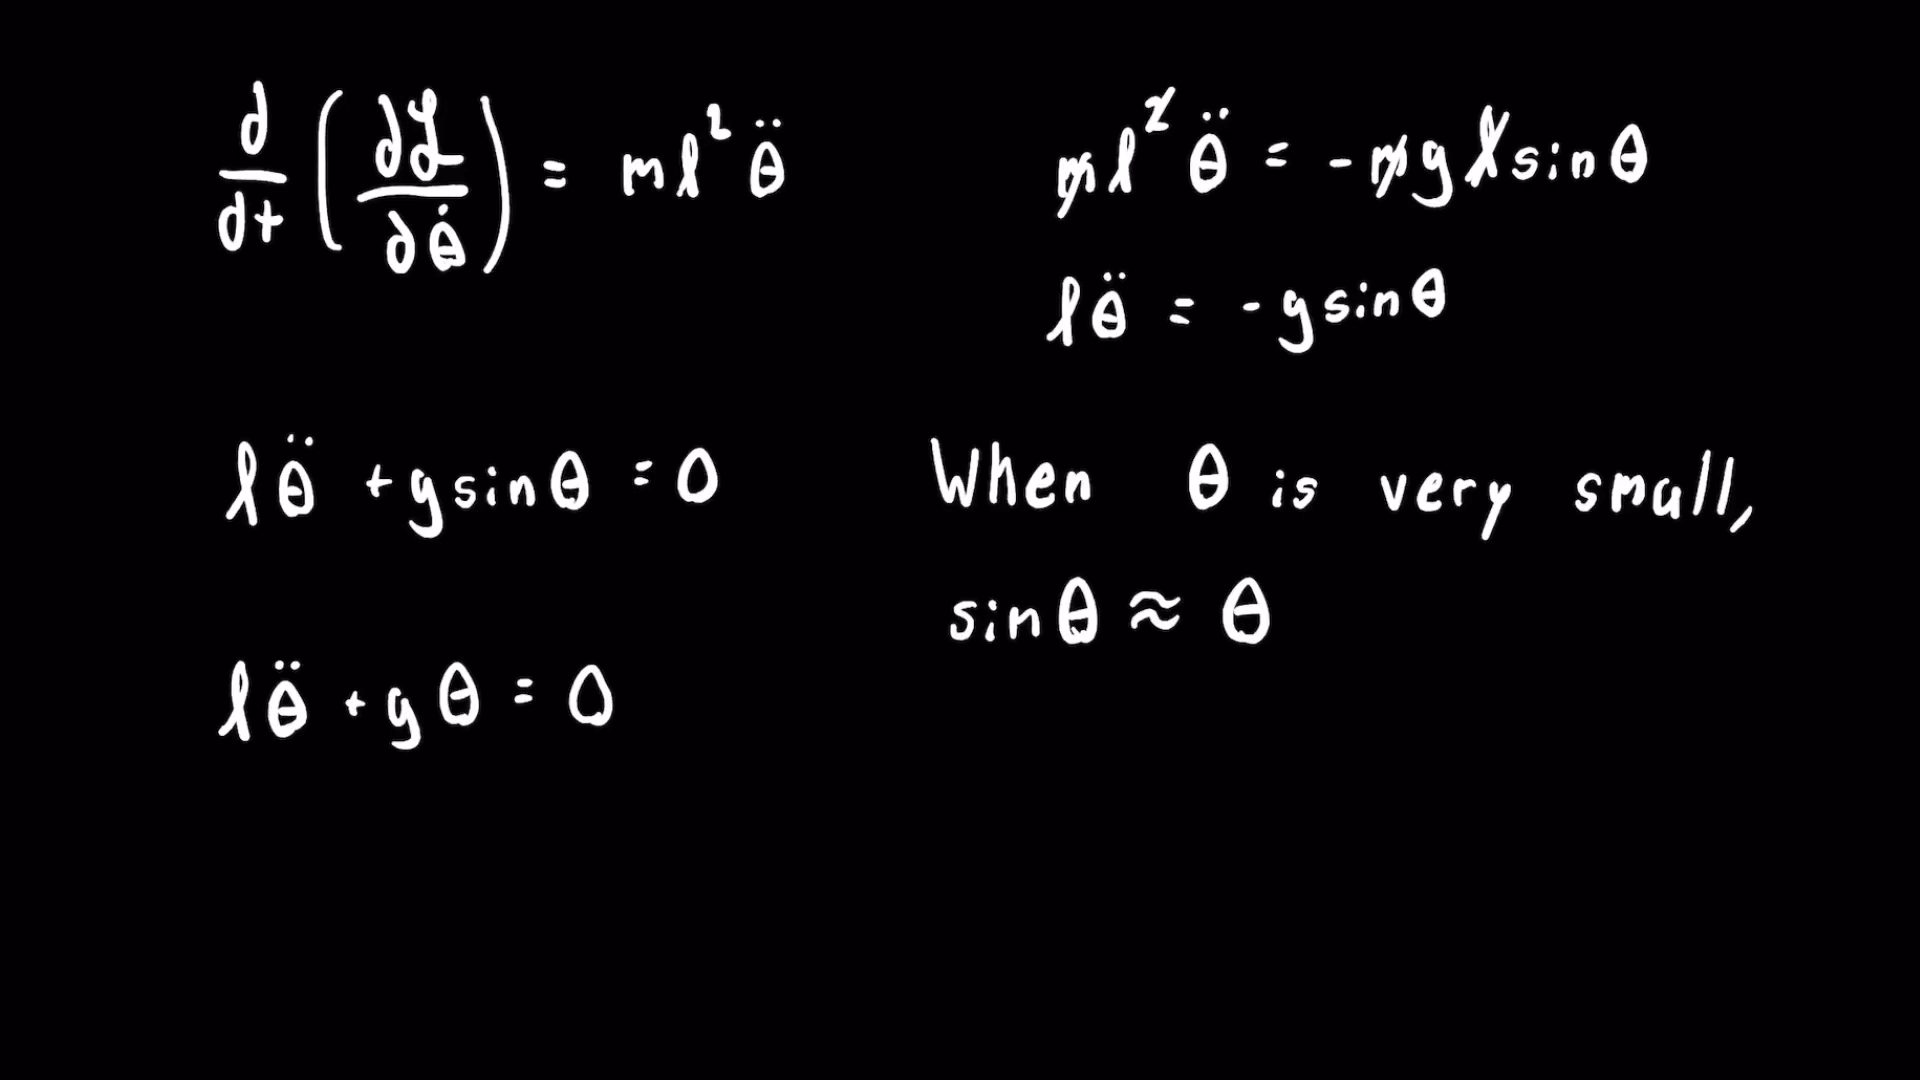 d/dt (∂ℒ/∂θ̇) = ml²θ̈
ml²θ̈ = -mglsinθ
lθ̈ = -gsinθ
lθ̈ + gsinθ = 0
When θ is very small,
sinθ ≈ θ
lθ̈ + gθ = 0